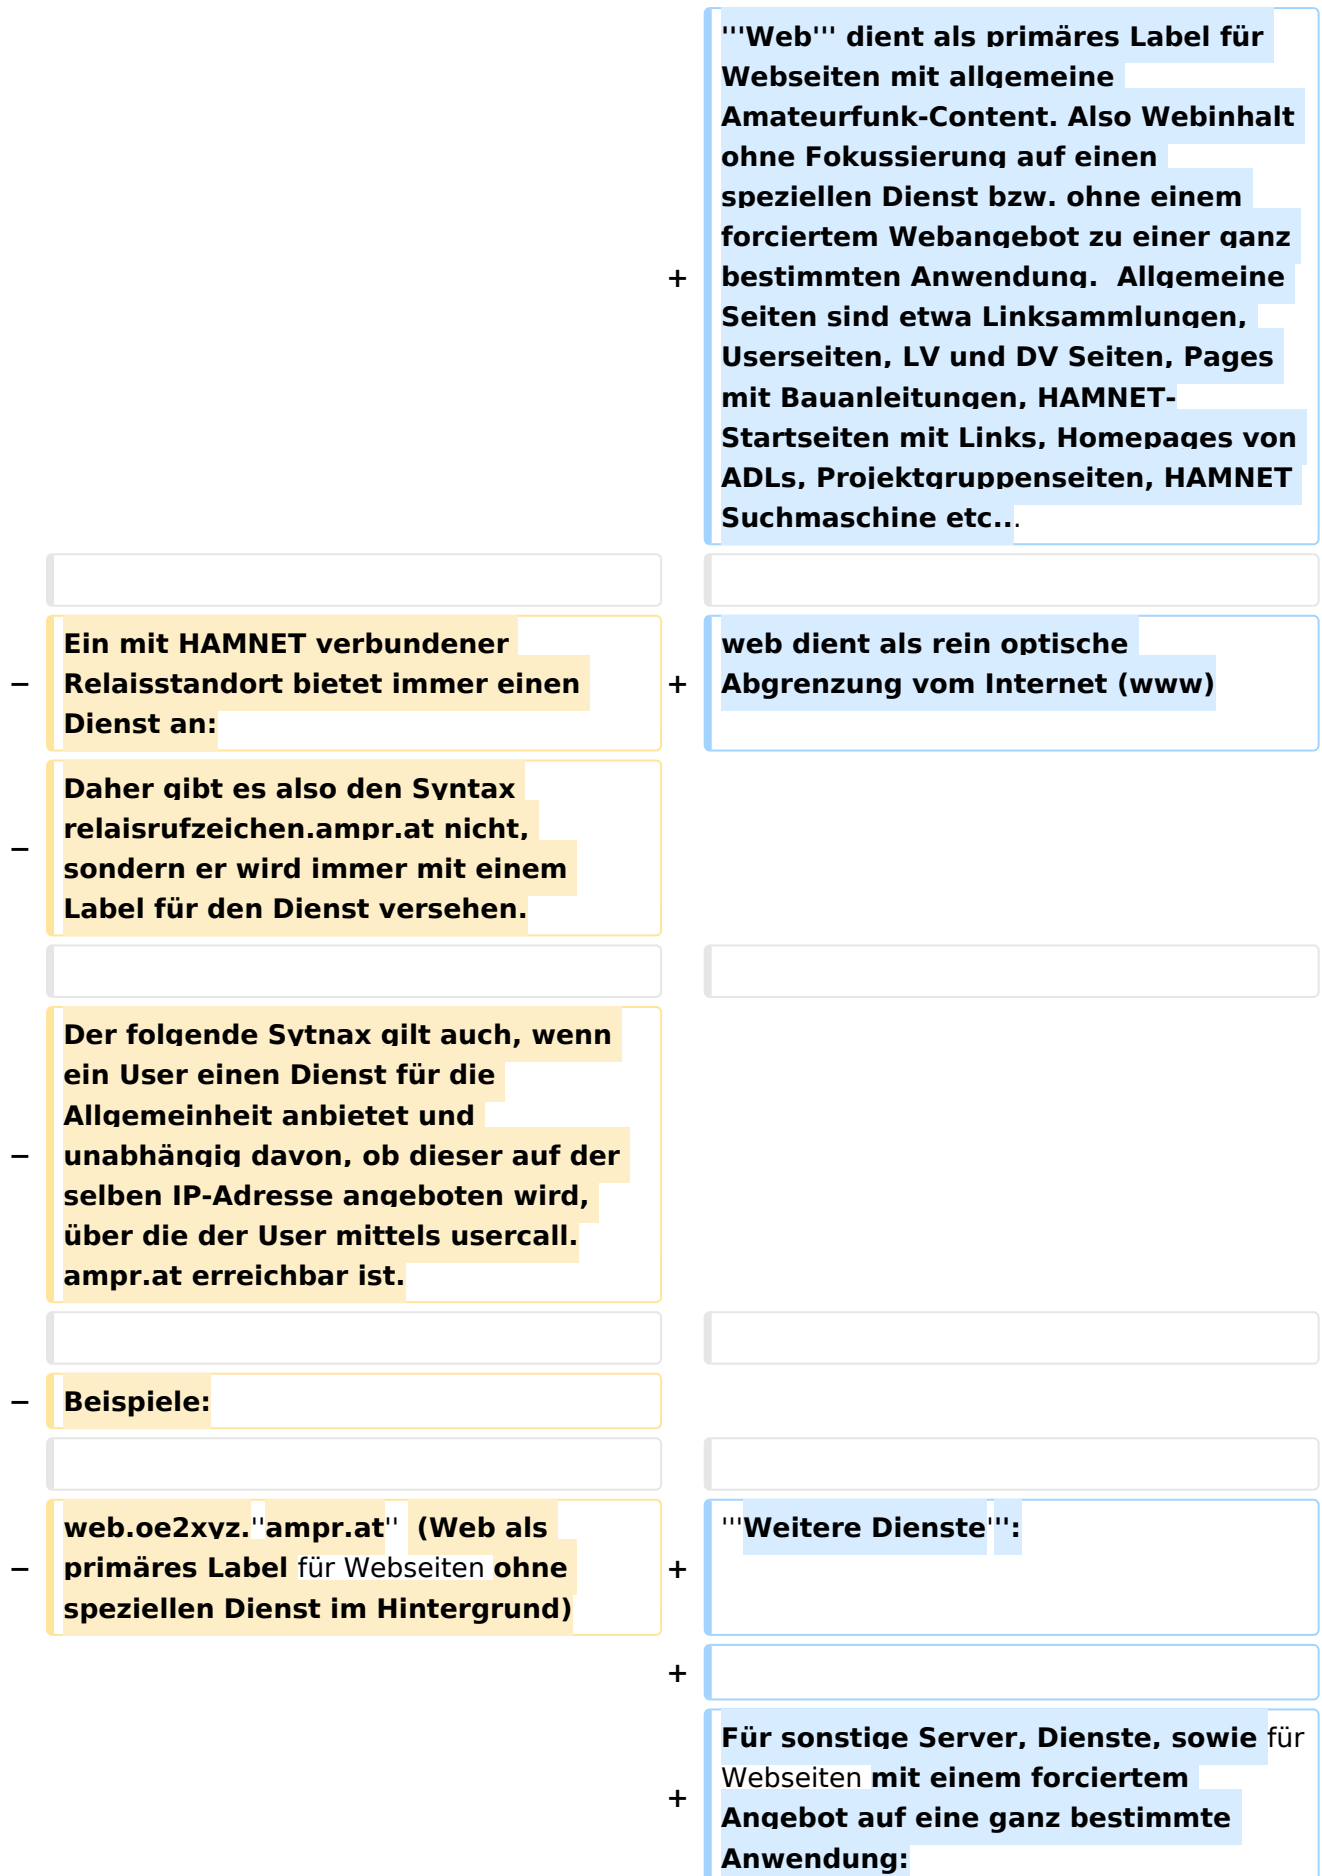 '''Web''' dient als primäres Label für
Webseiten mit allgemeine
Amateurfunk-Content. Also Webinhalt
ohne Fokussierung auf einen
speziellen Dienst bzw. ohne einem
forciertem Webangebot zu einer ganz
+ bestimmten Anwendung.  Allgemeine
Seiten sind etwa Linksammlungen,
Userseiten, LV und DV Seiten, Pages
mit Bauanleitungen, HAMNET-
Startseiten mit Links, Homepages von
ADLs, Projektgruppenseiten, HAMNET
Suchmaschine etc...
Ein mit HAMNET verbundener
− Relaisstandort bietet immer einen
Dienst an:
web dient als rein optische
+ Abgrenzung vom Internet (www)
Daher gibt es also den Syntax
relaisrufzeichen.ampr.at nicht,
− sondern er wird immer mit einem
Label für den Dienst versehen.
Der folgende Sytnax gilt auch, wenn
ein User einen Dienst für die
Allgemeinheit anbietet und
− unabhängig davon, ob dieser auf der
selben IP-Adresse angeboten wird,
über die der User mittels usercall.
ampr.at erreichbar ist.
− Beispiele:
web.oe2xyz.''ampr.at''  (Web als
− primäres Label für Webseiten ohne
speziellen Dienst im Hintergrund)
'''Weitere Dienste''':
+
+
Für sonstige Server, Dienste, sowie für
Webseiten mit einem forciertem
+ Angebot auf eine ganz bestimmte
Anwendung: